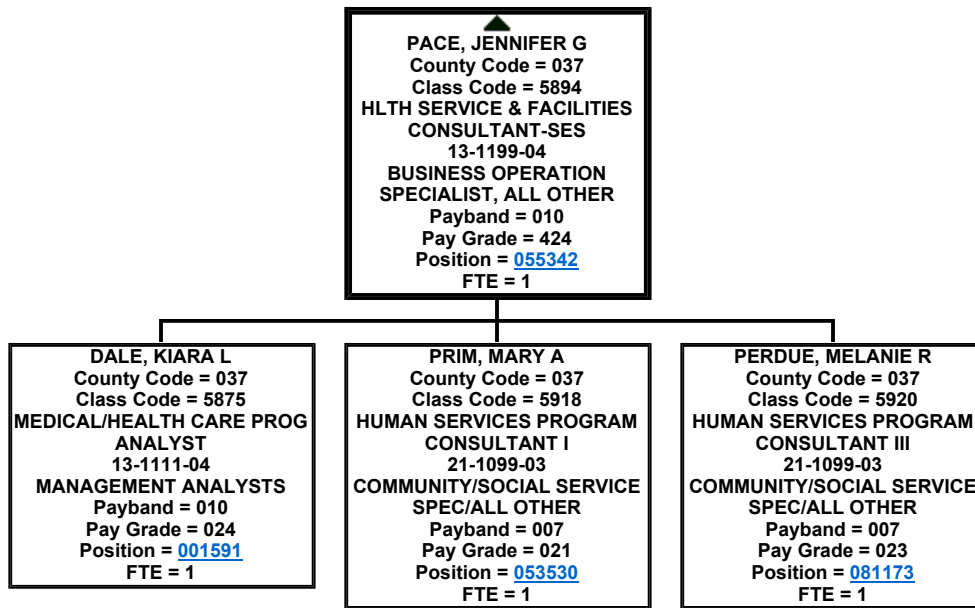 PACE, JENNIFER G
County Code = 037
Class Code = 5894
HLTH SERVICE & FACILITIES
CONSULTANT-SES
13-1199-04
BUSINESS OPERATION
SPECIALIST, ALL OTHER
Payband = 010
Pay Grade = 424
Position = 055342
FTE = 1
DALE, KIARA L
County Code = 037
Class Code = 5875
MEDICAL/HEALTH CARE PROG
ANALYST
13-1111-04
MANAGEMENT ANALYSTS
Payband = 010
Pay Grade = 024
Position = 001591
FTE = 1
PRIM, MARY A
County Code = 037
Class Code = 5918
HUMAN SERVICES PROGRAM
CONSULTANT I
21-1099-03
COMMUNITY/SOCIAL SERVICE
SPEC/ALL OTHER
Payband = 007
Pay Grade = 021
Position = 053530
FTE = 1
PERDUE, MELANIE R
County Code = 037
Class Code = 5920
HUMAN SERVICES PROGRAM
CONSULTANT III
21-1099-03
COMMUNITY/SOCIAL SERVICE
SPEC/ALL OTHER
Payband = 007
Pay Grade = 023
Position = 081173
FTE = 1